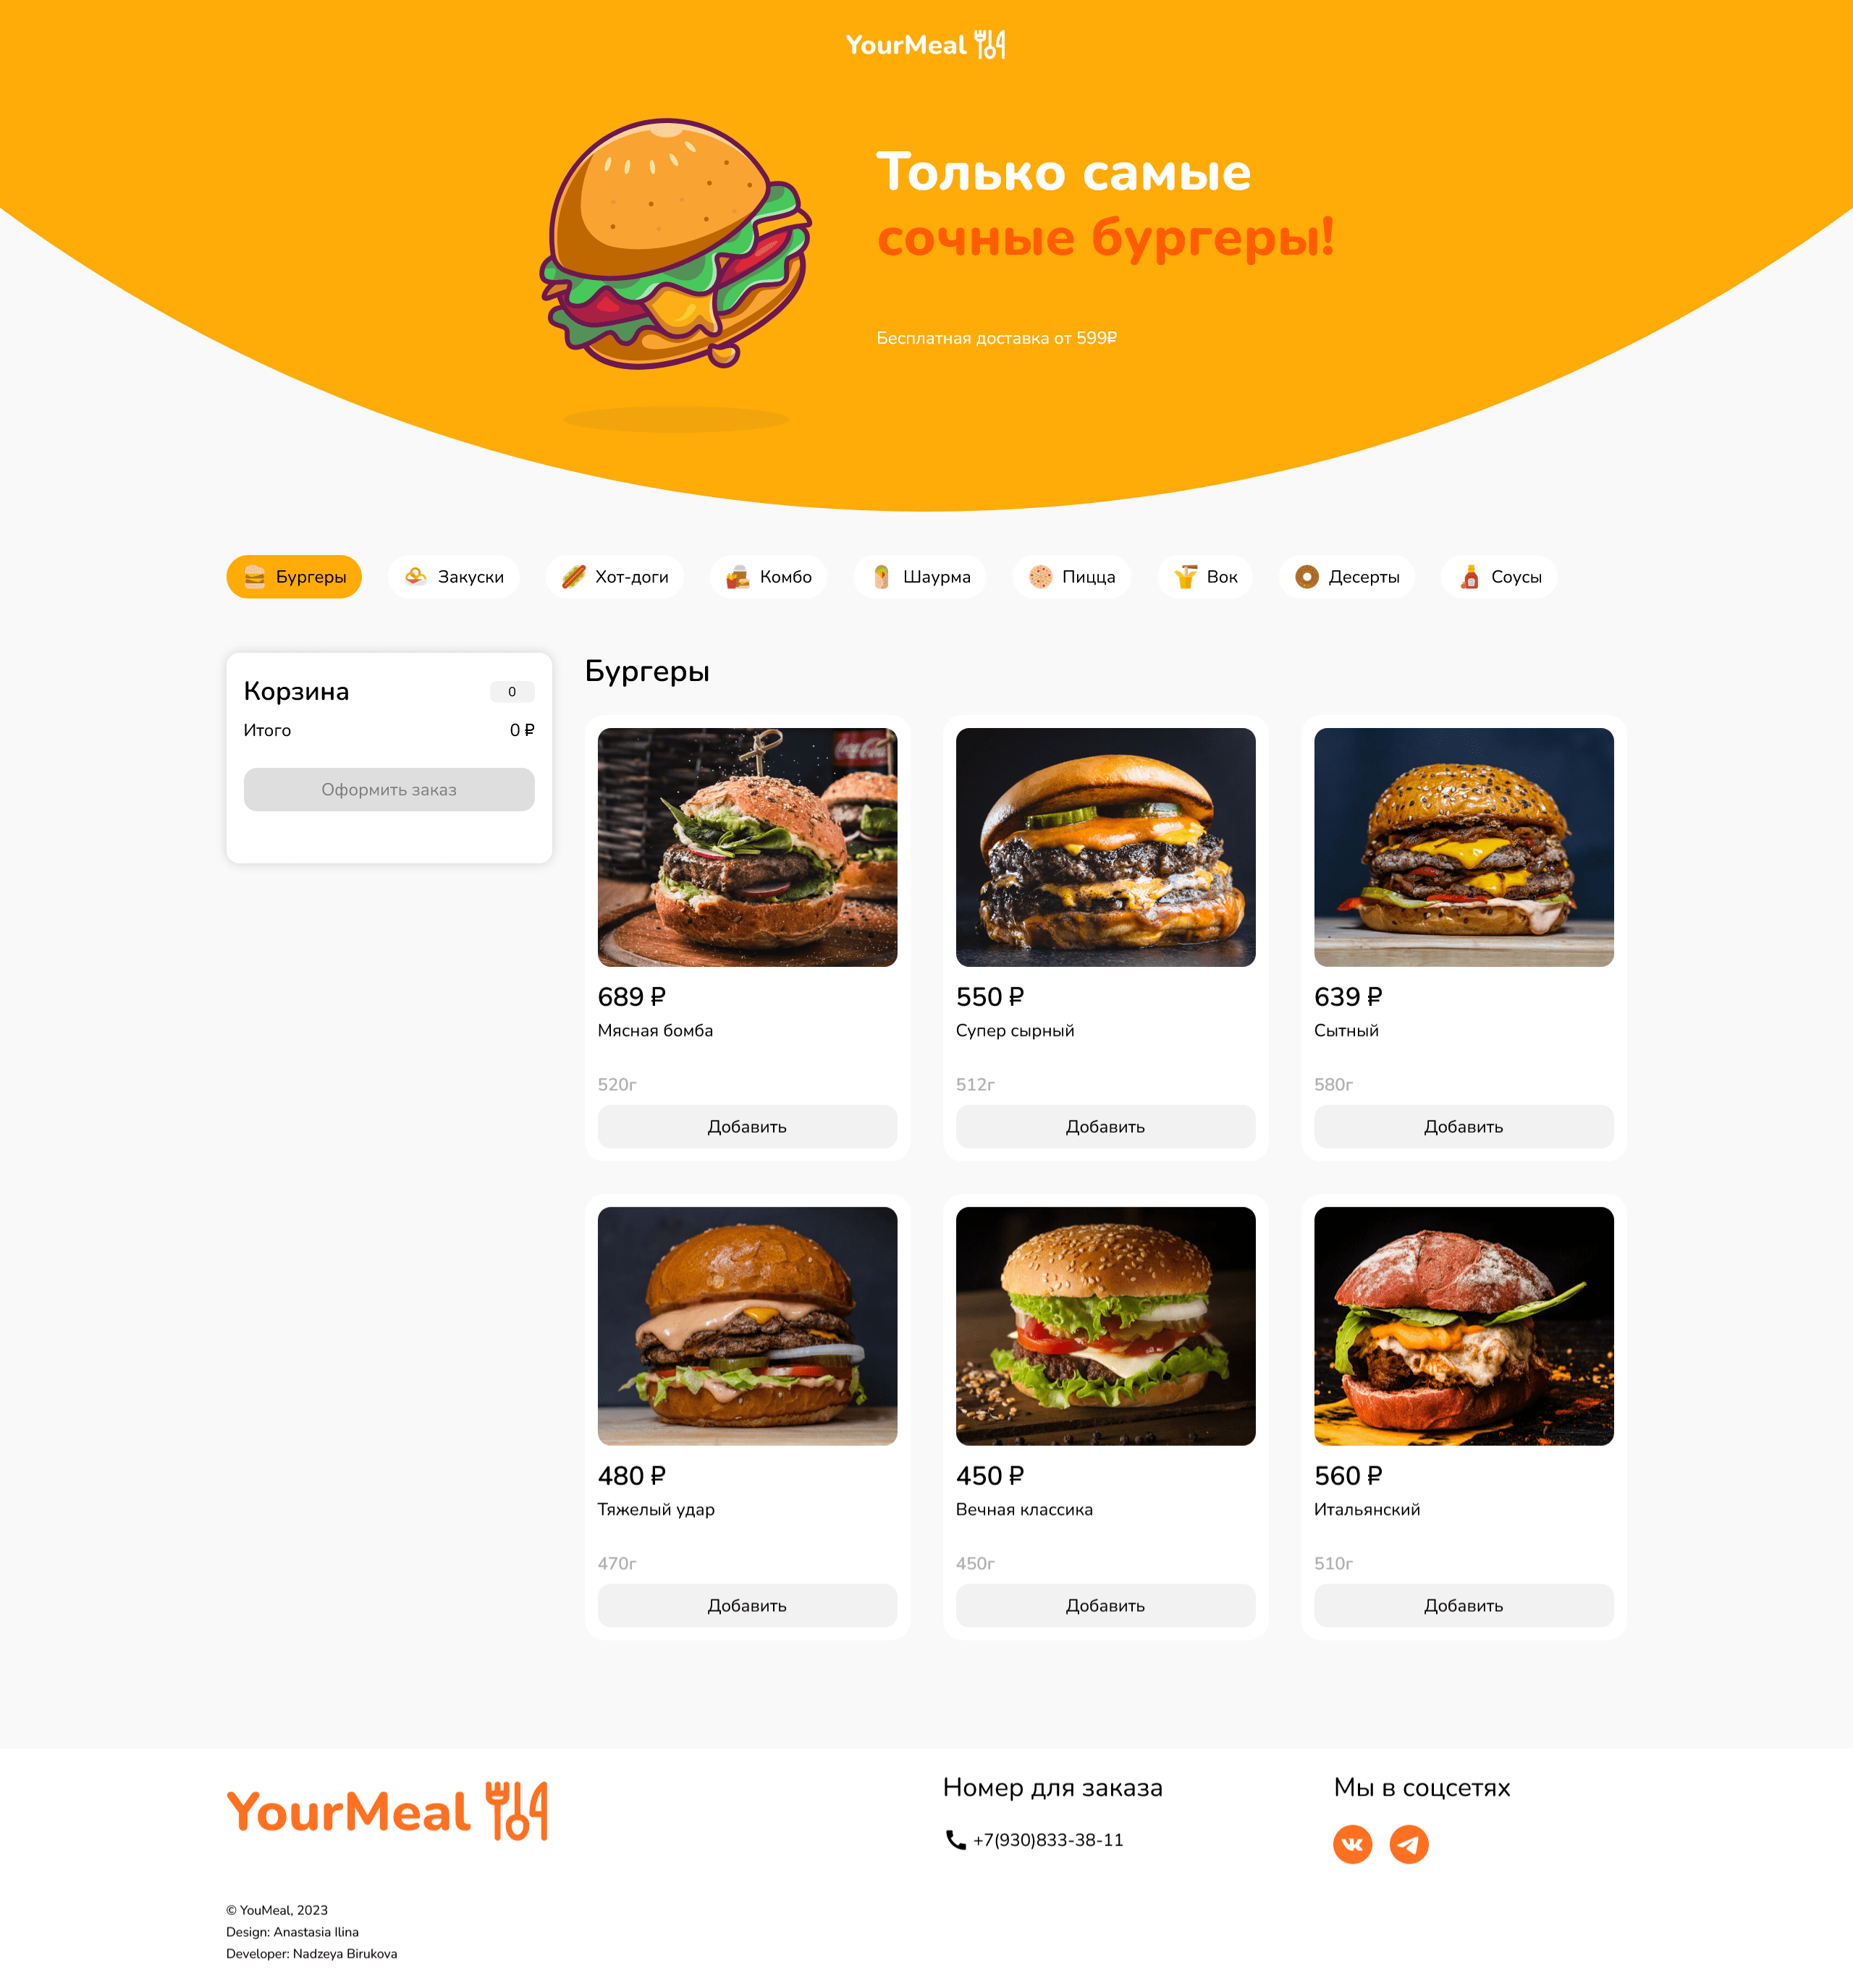 YourMeal
Только самые
сочные бургеры!
Бесплатная доставка от 599₽
Бургеры
Закуски
Хот-доги
Комбо
Шаурма
Пицца
Вок
Десерты
Соусы
Корзина
0
Итого
0 ₽
Оформить заказ
Бургеры
Coca-Cola
689 ₽
Мясная бомба
520г
Добавить
550 ₽
Супер сырный
512г
Добавить
639 ₽
Сытный
580г
Добавить
480 ₽
Тяжелый удар
470г
Добавить
450 ₽
Вечная классика
450г
Добавить
560 ₽
Итальянский
510г
Добавить
YourMeal
Номер для заказа
+7(930)833-38-11
Мы в соцсетях
© YouMeal, 2023
Design: Anastasia Ilina
Developer: Nadzeya Birukova